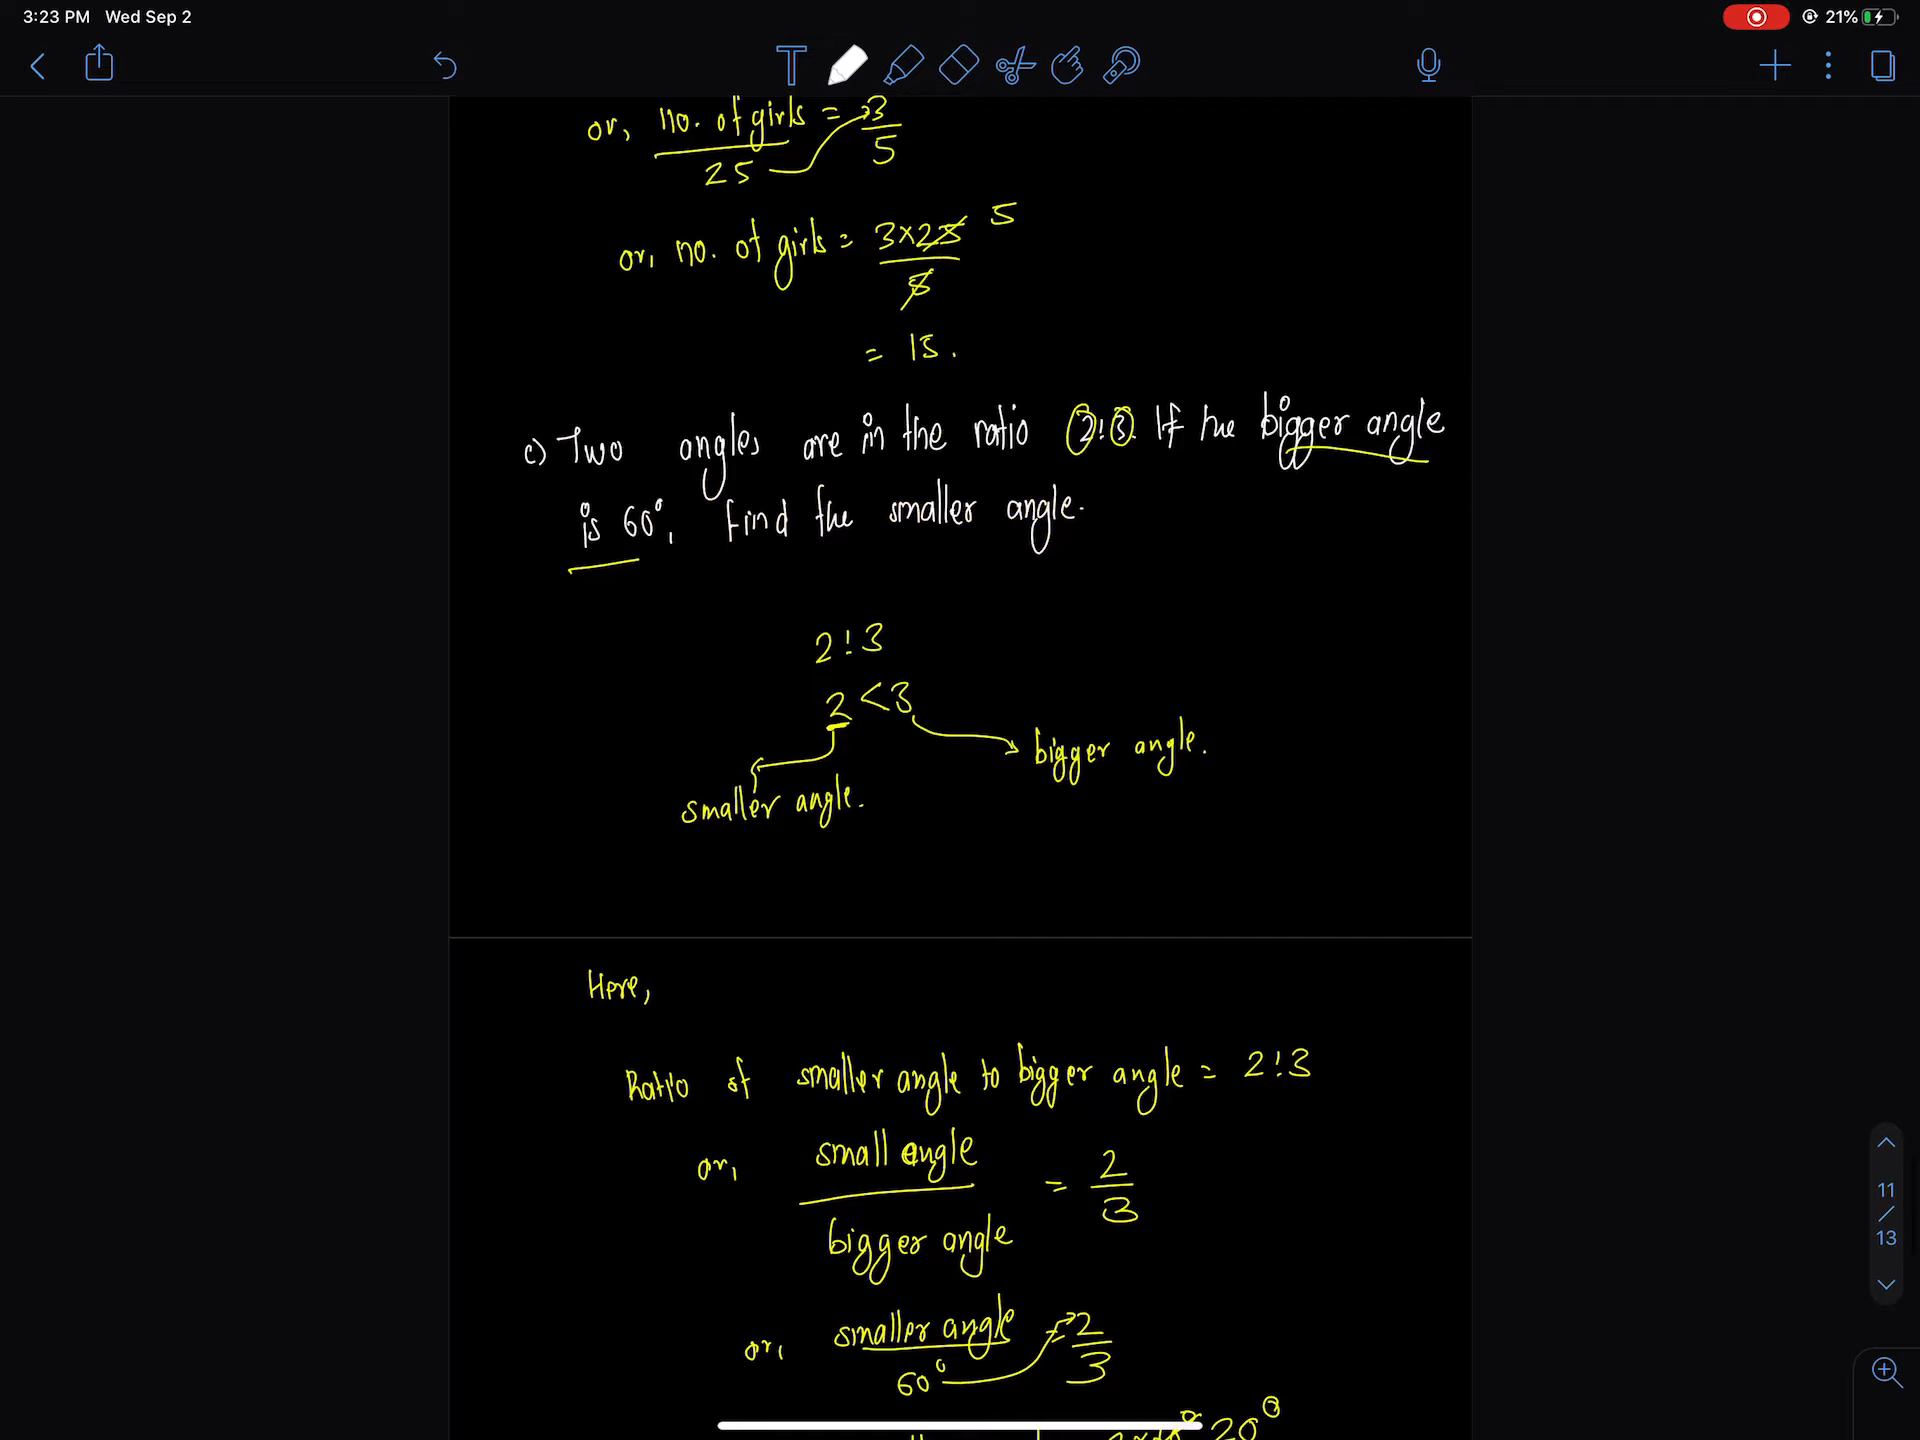 3:23 PM Wed Sep 2
21%
or, no. of girls = 3
25 5
or, no. of girls = 3×25 5
5
= 15.
c) Two angles are in the ratio 2:3. If the bigger angle
is 60°, find the smaller angle.
2:3
2 < 3
bigger angle.
smaller angle.
Here,
Ratio of smaller angle to bigger angle = 2:3
or, small angle = 2
bigger angle 3
or, smaller angle = 2
60° 3
20°
11
/
13